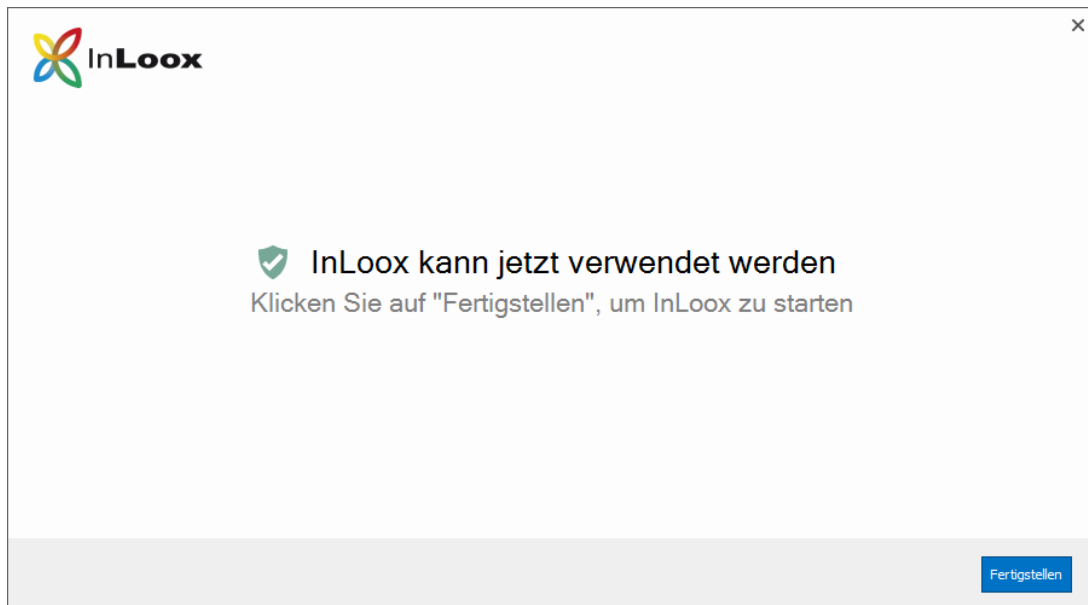 InLoox
InLoox kann jetzt verwendet werden
Klicken Sie auf "Fertigstellen", um InLoox zu starten
Fertigstellen